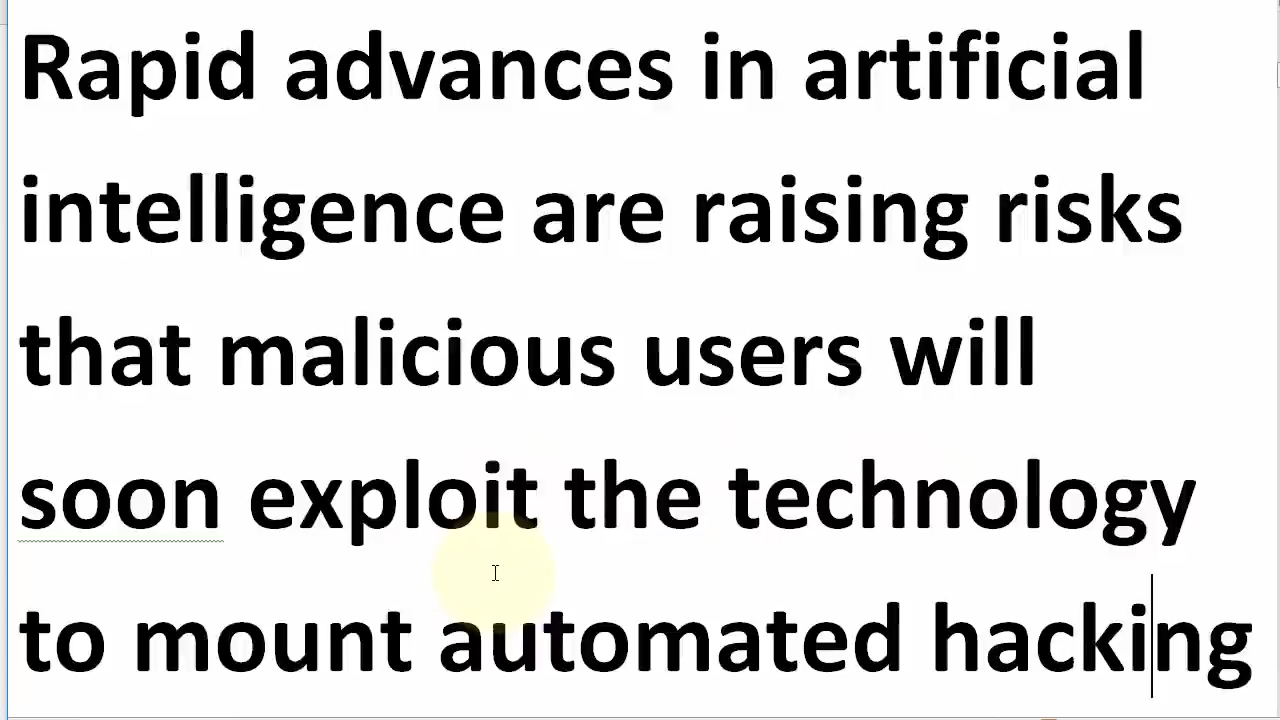 Rapid advances in artificial
intelligence are raising risks
that malicious users will
soon exploit the technology
to mount automated hacking